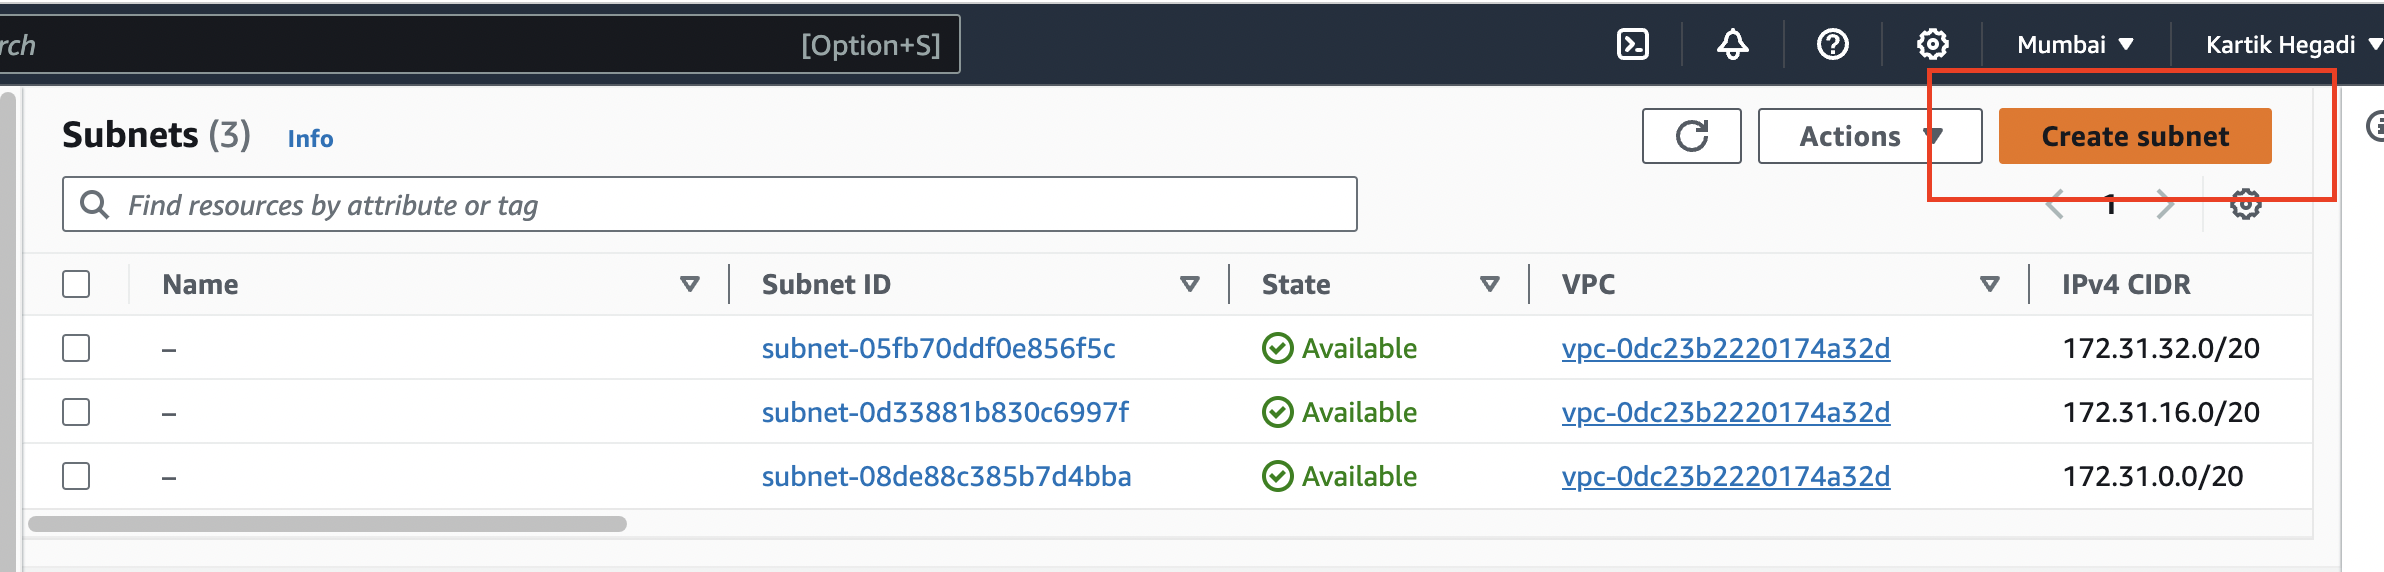 rch [Option+S] Mumbai Kartik Hegadi
Subnets (3) Info Actions Create subnet
Find resources by attribute or tag 1
Name Subnet ID State VPC IPv4 CIDR
– subnet-05fb70ddf0e856f5c Available vpc-0dc23b2220174a32d 172.31.32.0/20
– subnet-0d33881b830c6997f Available vpc-0dc23b2220174a32d 172.31.16.0/20
– subnet-08de88c385b7d4bba Available vpc-0dc23b2220174a32d 172.31.0.0/20